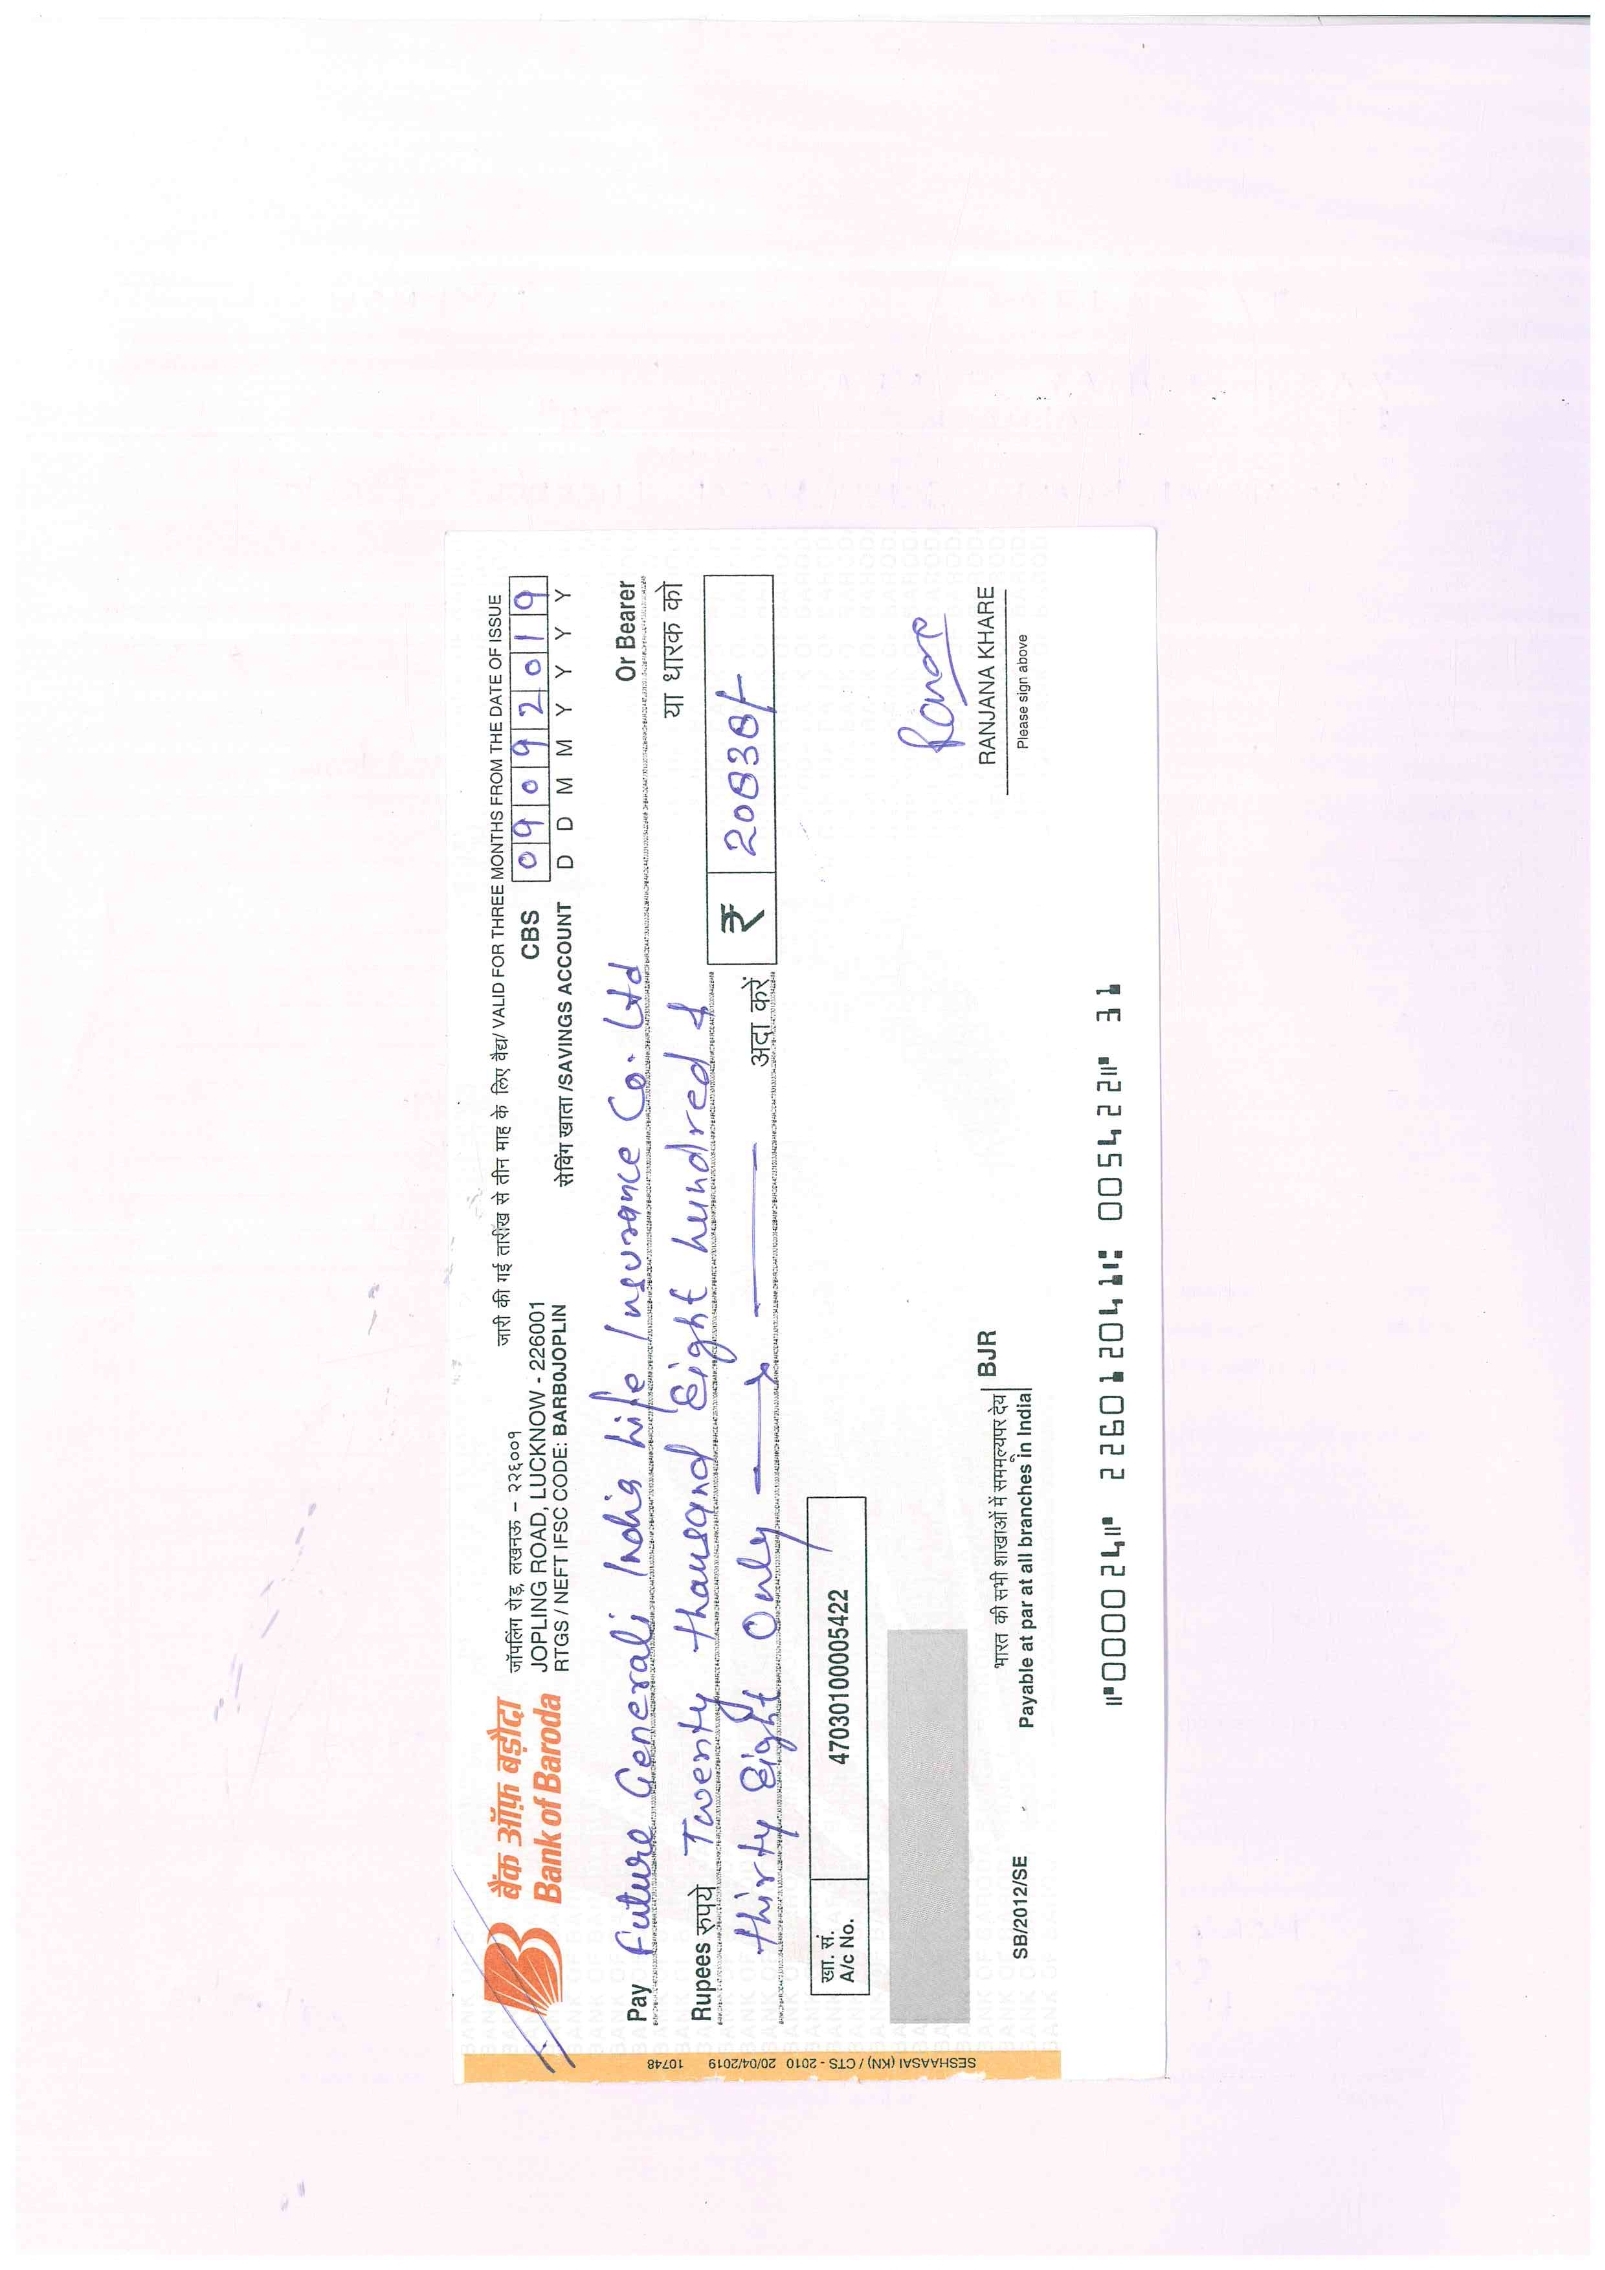 जारी की गई तारीख से तीन माह के लिए वैद्य/ VALID FOR THREE MONTHS FROM THE DATE OF ISSUE
बैंक ऑफ़ बड़ौदा
Bank of Baroda
जॉपलिंग रोड़, लखनऊ – २२६००१
JOPLING ROAD, LUCKNOW - 226001
RTGS / NEFT IFSC CODE: BARB0JOPLIN
CBS
सेविंग खाता /SAVINGS ACCOUNT
09092019
D D M M Y Y Y Y
Pay Future Generali India Life Insurance Co. Ltd Or Bearer
या धारक को
Rupees रुपये Twenty thousand Eight hundred &
thirty Eight Only अदा करें
₹ 20838/-
खा. सं.
A/c No.
47030100005422
RANJANA KHARE
Please sign above
SB/2012/SE
भारत की सभी शाखाओं में सममूल्यपर देय
Payable at par at all branches in India
BJR
SESHASAI (KN) / CTS - 2010 20/04/2019 10748
⑈000024⑈ 226012041⑆ 005422⑈ 31